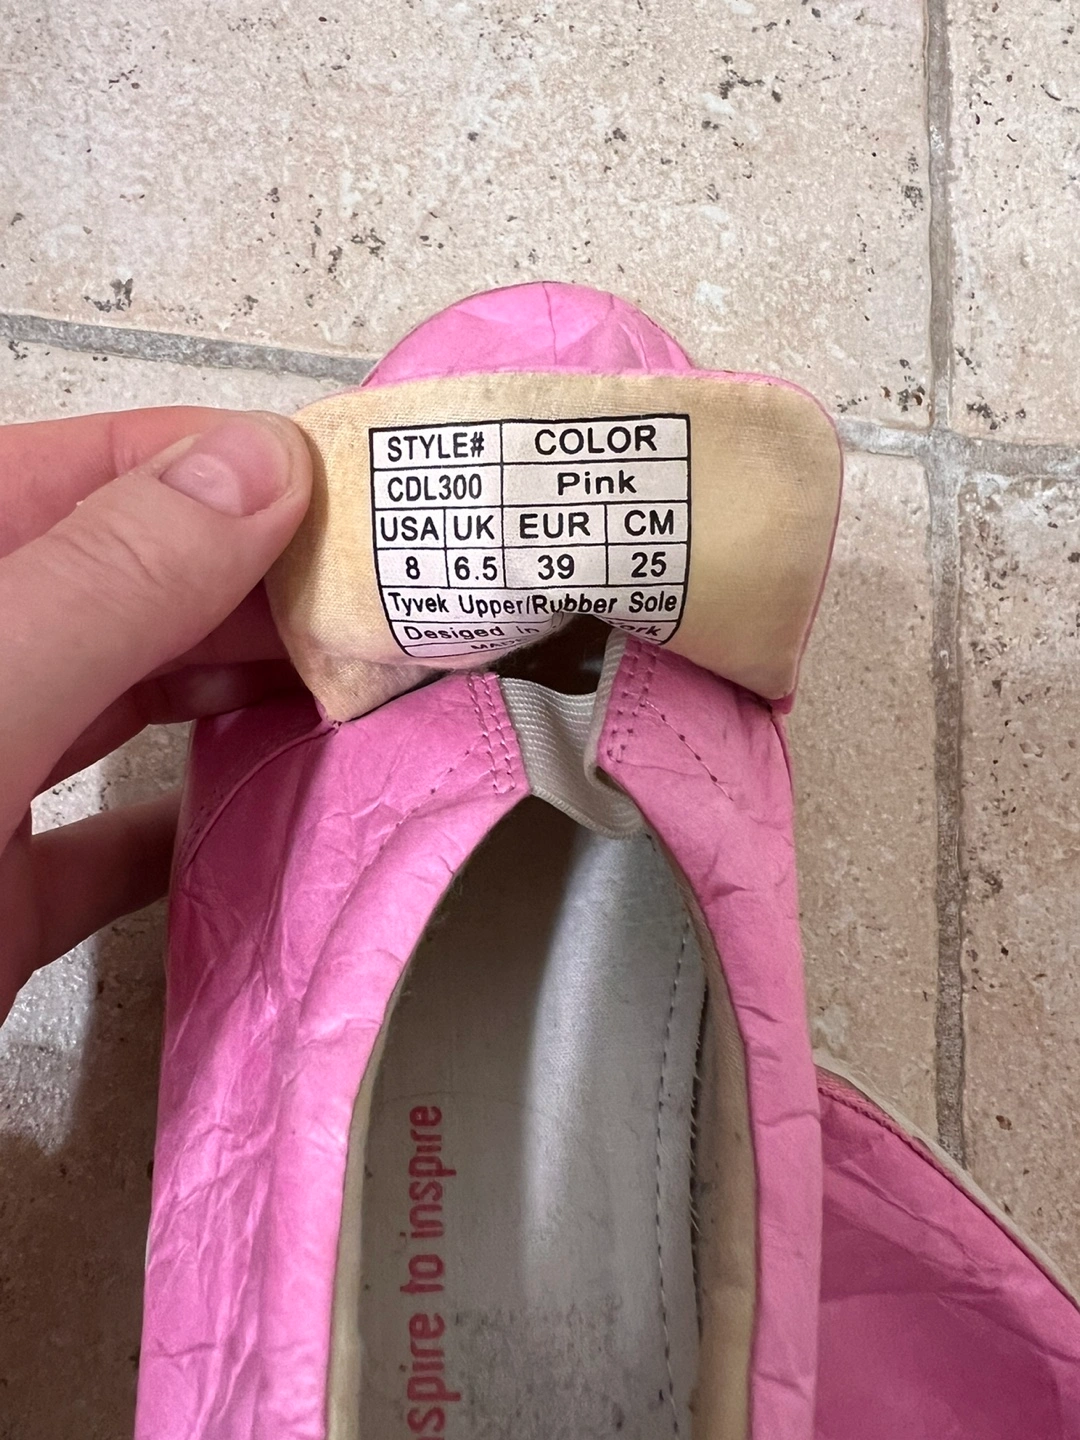 STYLE# COLOR
CDL300 Pink
USA UK EUR CM
8 6.5 39 25
Tyvek Upper/Rubber Sole
Desiged in
to inspire